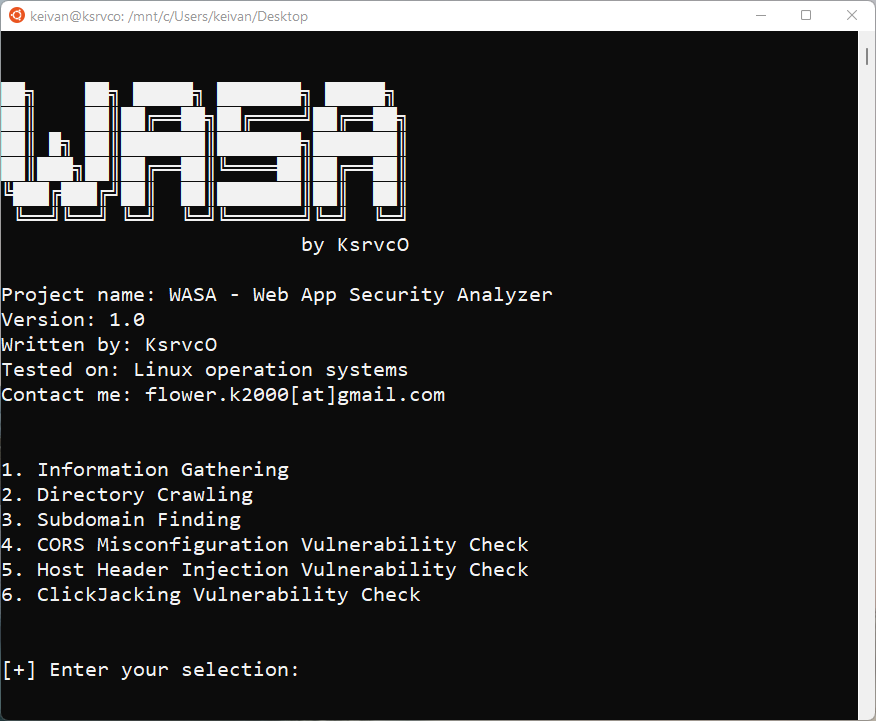 keivan@ksrvco: /mnt/c/Users/keivan/Desktop
WASA
by KsrvcO
Project name: WASA - Web App Security Analyzer
Version: 1.0
Written by: KsrvcO
Tested on: Linux operation systems
Contact me: flower.k2000[at]gmail.com
1. Information Gathering
2. Directory Crawling
3. Subdomain Finding
4. CORS Misconfiguration Vulnerability Check
5. Host Header Injection Vulnerability Check
6. ClickJacking Vulnerability Check
[+] Enter your selection: